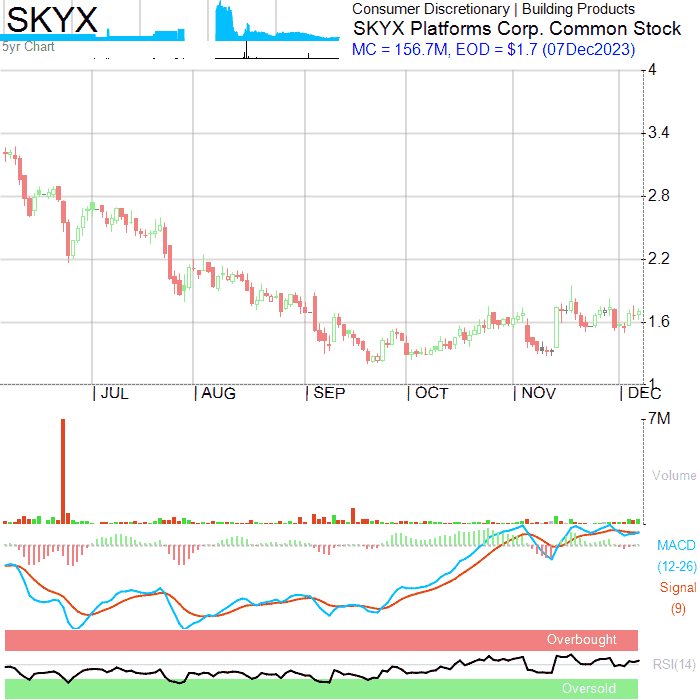 SKYX
5yr Chart
Consumer Discretionary | Building Products
SKYX Platforms Corp. Common Stock
MC = 156.7M, EOD = $1.7 (07Dec2023)
4
3.4
2.8
2.2
1.6
1
JUL AUG SEP OCT NOV DEC
7M
Volume
MACD
(12-26)
Signal
(9)
Overbought
RSI(14)
Oversold